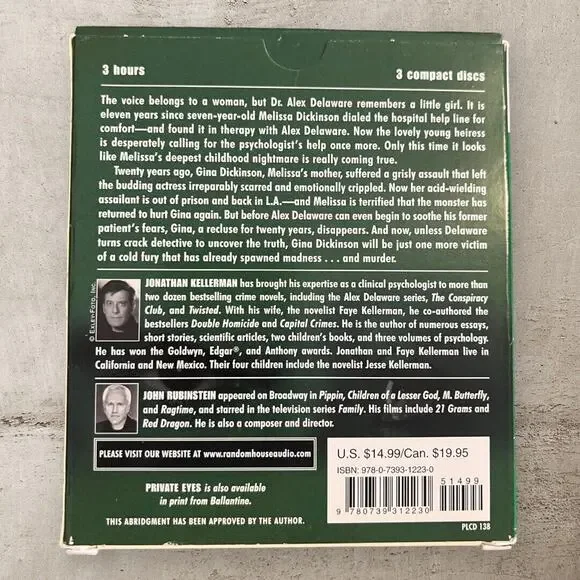 3 hours
3 compact discs
The voice belongs to a woman, but Dr. Alex Delaware remembers a little girl. It is
eleven years since seven-year-old Melissa Dickinson dialed the hospital help line for
comfort—and found it in therapy with Alex Delaware. Now the lovely young heiress
is desperately calling for the psychologist's help once more. Only this time it looks
like Melissa's deepest childhood nightmare is really coming true.
Twenty years ago, Gina Dickinson, Melissa's mother, suffered a grisly assault that left
the budding actress irreparably scarred and emotionally crippled. Now her acid-wielding
assailant is out of prison and back in L.A.—and Melissa is terrified that the monster has
returned to hurt Gina again. But before Alex Delaware can even begin to soothe his former
patient's fears, Gina, a recluse for twenty years, disappears. And now, unless Delaware
turns crack detective to uncover the truth, Gina Dickinson will be just one more victim
of a cold fury that has already spawned madness . . . and murder.
© Exley-Foto, Inc.
JONATHAN KELLERMAN has brought his expertise as a clinical psychologist to more than
two dozen bestselling crime novels, including the Alex Delaware series, The Conspiracy
Club, and Twisted. With his wife, the novelist Faye Kellerman, he co-authored the
bestsellers Double Homicide and Capital Crimes. He is the author of numerous essays,
short stories, scientific articles, two children's books, and three volumes of psychology.
He has won the Goldwyn, Edgar®, and Anthony awards. Jonathan and Faye Kellerman live in
California and New Mexico. Their four children include the novelist Jesse Kellerman.
JOHN RUBINSTEIN appeared on Broadway in Pippin, Children of a Lesser God, M. Butterfly,
and Ragtime, and starred in the television series Family. His films include 21 Grams and
Red Dragon. He is also a composer and director.
PLEASE VISIT OUR WEBSITE AT www.randomhouseaudio.com
PRIVATE EYES is also available
in print from Ballantine.
THIS ABRIDGMENT HAS BEEN APPROVED BY THE AUTHOR.
U.S. $14.99/Can. $19.95
ISBN: 978-0-7393-1223-0
51499
9 780739 312230
PLCD 138